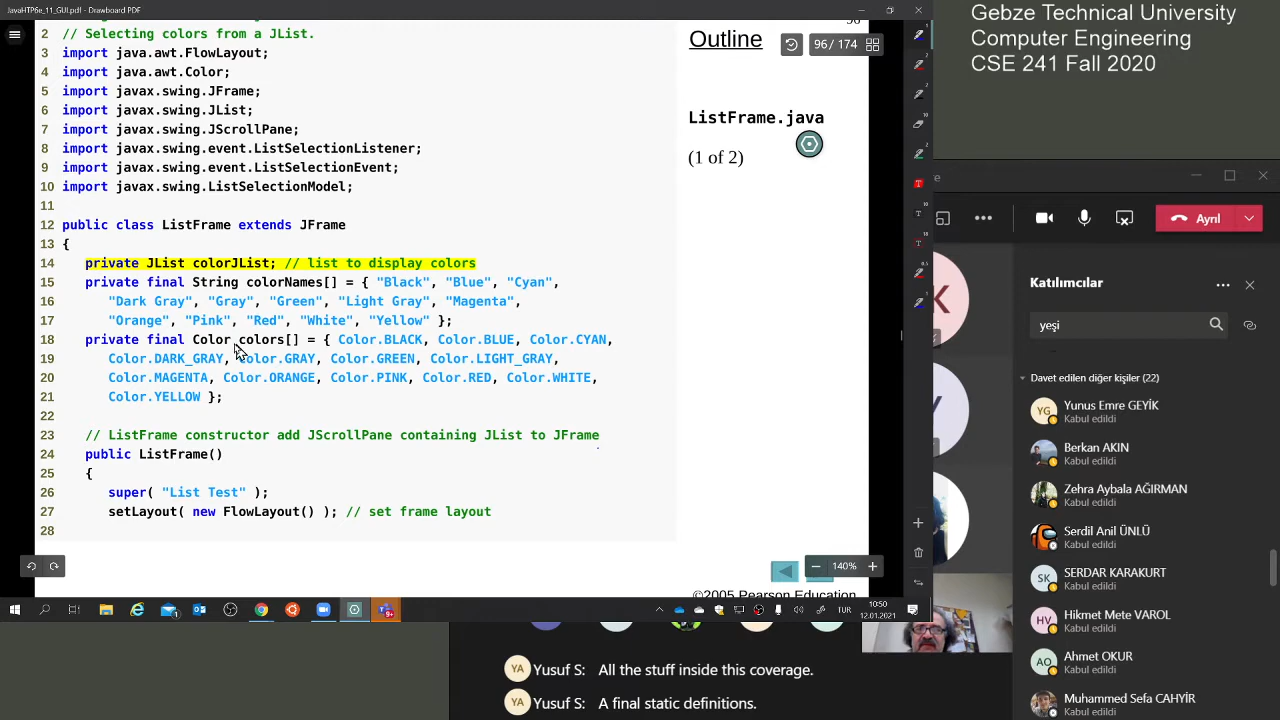 JavaHTP6e_11_GUI.pdf - Drawboard PDF
2 // Selecting colors from a JList.
3 import java.awt.FlowLayout;
4 import java.awt.Color;
5 import javax.swing.JFrame;
6 import javax.swing.JList;
7 import javax.swing.JScrollPane;
8 import javax.swing.event.ListSelectionListener;
9 import javax.swing.event.ListSelectionEvent;
10 import javax.swing.ListSelectionModel;
11
12 public class ListFrame extends JFrame
13 {
14 private JList colorJList; // list to display colors
15 private final String colorNames[] = { "Black", "Blue", "Cyan",
16 "Dark Gray", "Gray", "Green", "Light Gray", "Magenta",
17 "Orange", "Pink", "Red", "White", "Yellow" };
18 private final Color colors[] = { Color.BLACK, Color.BLUE, Color.CYAN,
19 Color.DARK_GRAY, Color.GRAY, Color.GREEN, Color.LIGHT_GRAY,
20 Color.MAGENTA, Color.ORANGE, Color.PINK, Color.RED, Color.WHITE,
21 Color.YELLOW };
22
23 // ListFrame constructor add JScrollPane containing JList to JFrame
24 public ListFrame()
25 {
26 super( "List Test" );
27 setLayout( new FlowLayout() ); // set frame layout
28
Outline
96 / 174
ListFrame.java
(1 of 2)
140%
©2005 Pearson Education
TUR
10:50
12.01.2021
Gebze Technical University
Computer Engineering
CSE 241 Fall 2020
Ayrıl
K
Y
Katılımcılar
yeşi
Davet edilen diğer kişiler (22)
YG Yunus Emre GEYİK
Kabul edildi
Berkan AKIN
Kabul edildi
Zehra Aybala AĞIRMAN
Kabul edildi
Serdil Anil ÜNLÜ
Kabul edildi
SK SERDAR KARAKURT
Kabul edildi
HV Hikmet Mete VAROL
Kabul edildi
AO Ahmet OKUR
Kabul edildi
Muhammed Sefa CAHYİR
Kabul edildi
YA Yusuf S: All the stuff inside this coverage.
YA Yusuf S: A final static definitions.